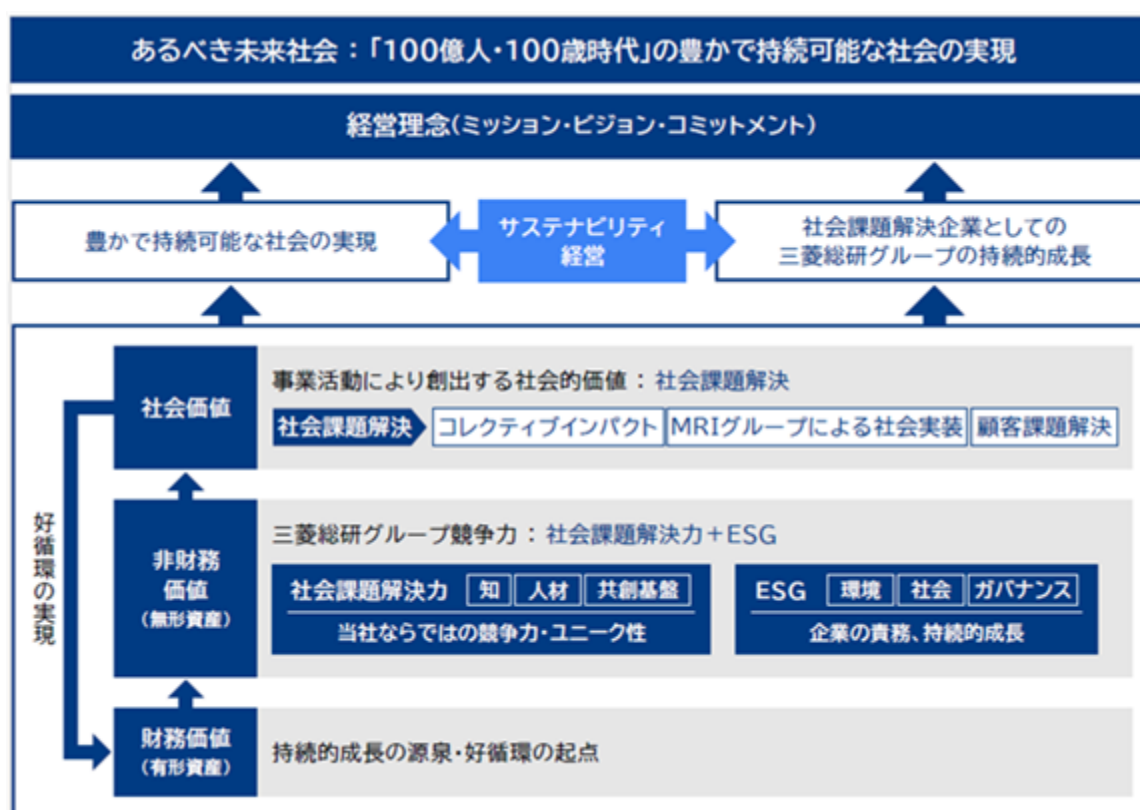 あるべき未来社会：「100億人・100歳時代」の豊かで持続可能な社会の実現
経営理念(ミッション・ビジョン・コミットメント)
豊かで持続可能な社会の実現
サステナビリティ
経営
社会課題解決企業としての
三菱総研グループの持続的成長
好循環の実現
社会価値
事業活動により創出する社会的価値：社会課題解決
社会課題解決 コレクティブインパクト MRIグループによる社会実装 顧客課題解決
非財務
価値
(無形資産)
三菱総研グループ競争力：社会課題解決力＋ESG
社会課題解決力 知 人材 共創基盤
当社ならではの競争力・ユニーク性
ESG 環境 社会 ガバナンス
企業の責務、持続的成長
財務価値
(有形資産)
持続的成長の源泉・好循環の起点